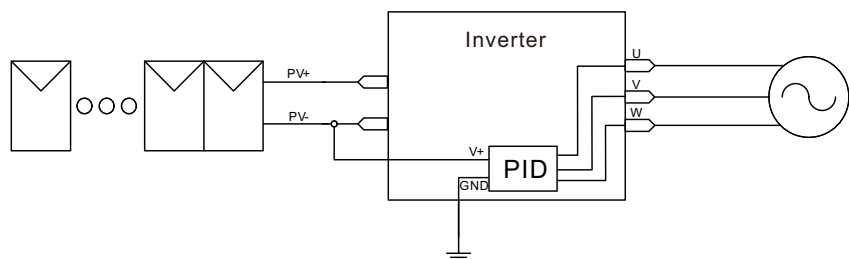 Inverter
U
PV+
V
PV-
W
V+
PID
GND